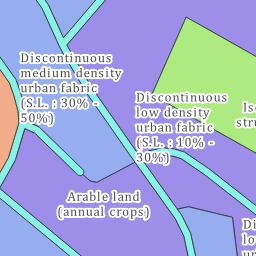 Discontinuous
medium density
urban fabric
(S.L. : 30% -
50%)
Discontinuous
low density
urban fabric
(S.L. : 10% -
30%)
Arable land
(annual crops)